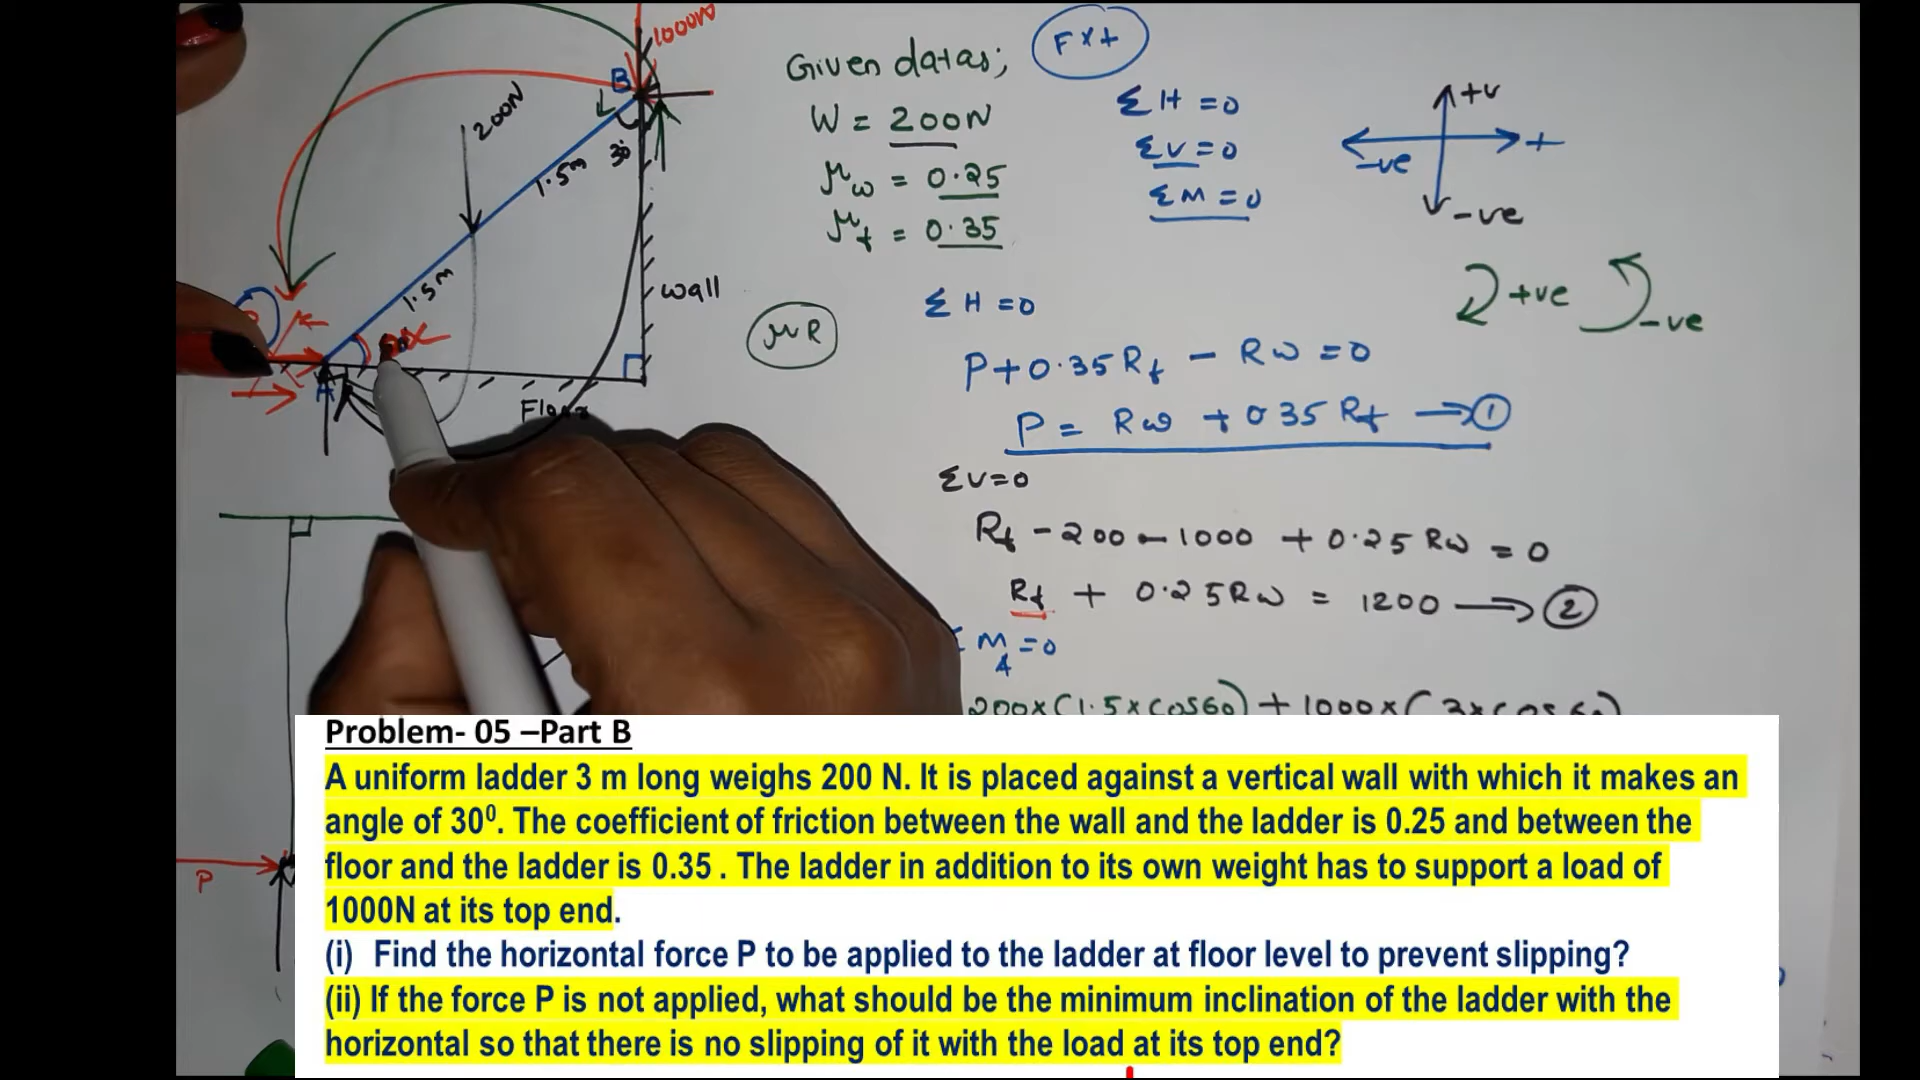 1000N
B
200N
30
1.5m
1.5m
wall
A
Floor
P
Given datas;
W = 200N
μw = 0.25
μf = 0.35
μR
F x t
ΣH = 0
ΣV = 0
ΣM = 0
+v
+
-ve
-ve
+ve
-ve
ΣH = 0
P + 0.35 Rf - Rw = 0
P = Rw + 0.35 Rf → ①
ΣV = 0
Rf - 200 - 1000 + 0.25 Rw = 0
Rf + 0.25 Rw = 1200 → ②
M A = 0
200x(1.5xcos60) + 1000x(3xcos60)
Problem- 05 –Part B
A uniform ladder 3 m long weighs 200 N. It is placed against a vertical wall with which it makes an
angle of 30⁰. The coefficient of friction between the wall and the ladder is 0.25 and between the
floor and the ladder is 0.35 . The ladder in addition to its own weight has to support a load of
1000N at its top end.
(i) Find the horizontal force P to be applied to the ladder at floor level to prevent slipping?
(ii) If the force P is not applied, what should be the minimum inclination of the ladder with the
horizontal so that there is no slipping of it with the load at its top end?